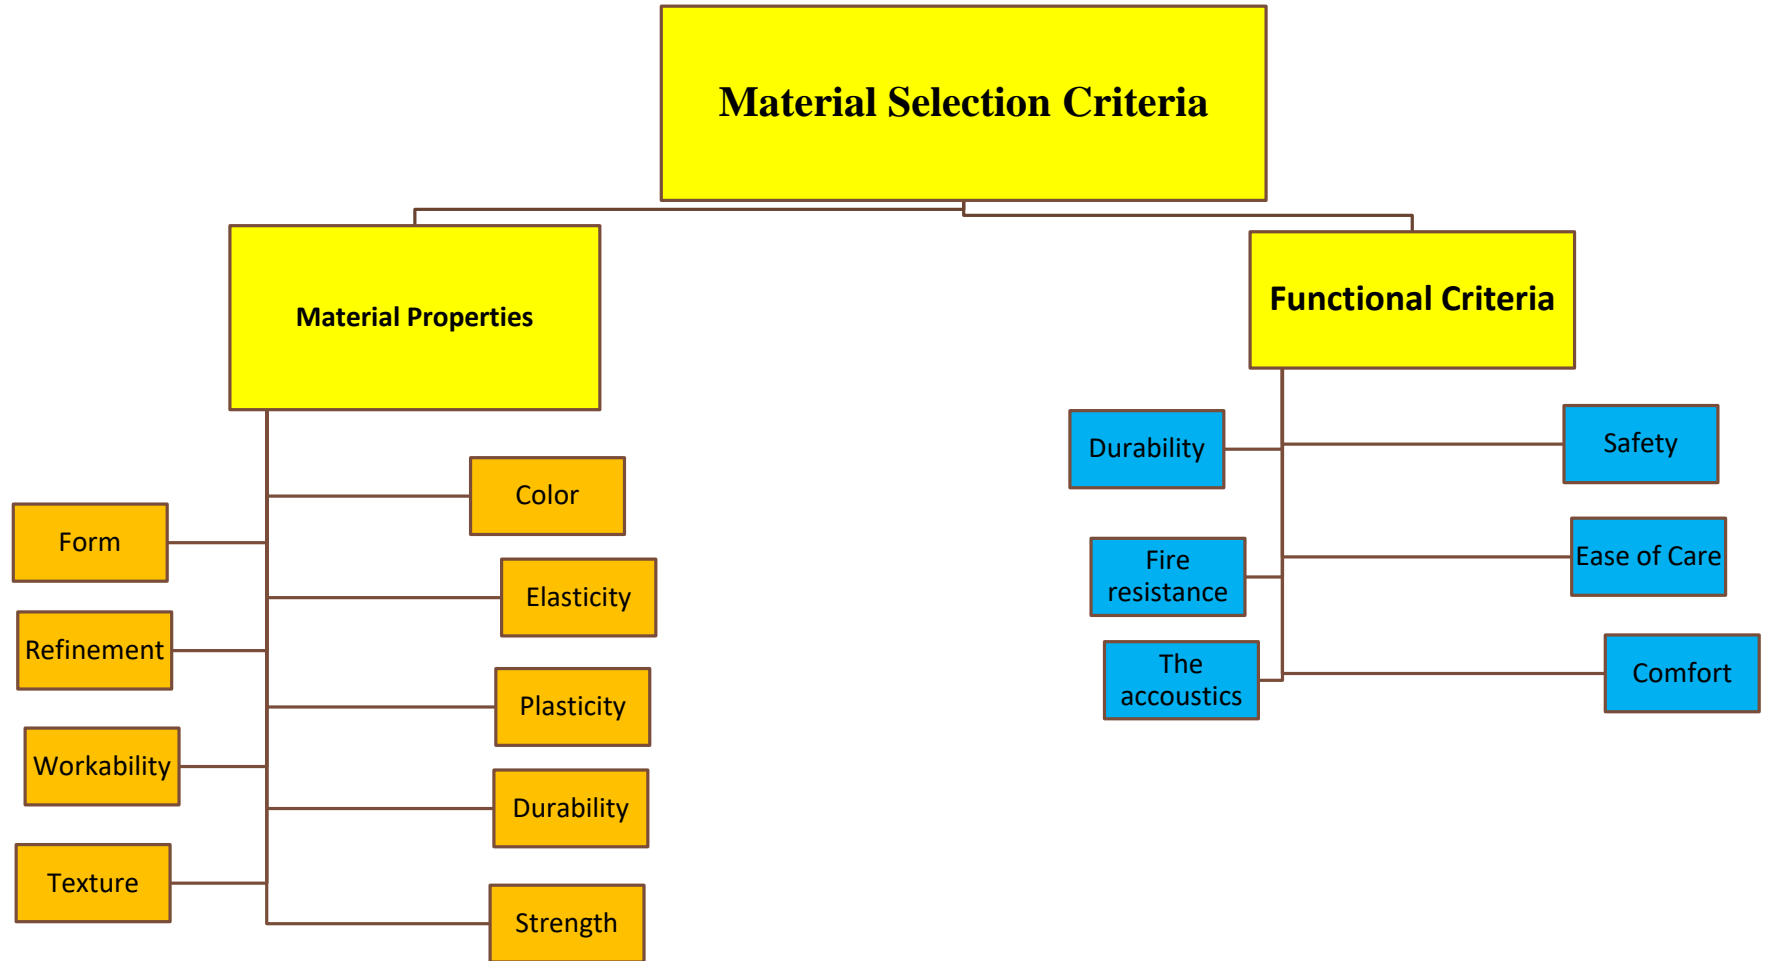 Material Selection Criteria
Material Properties
Functional Criteria
Color
Form
Elasticity
Refinement
Plasticity
Workability
Durability
Texture
Strength
Durability
Safety
Fire
resistance
Ease of Care
The
accoustics
Comfort